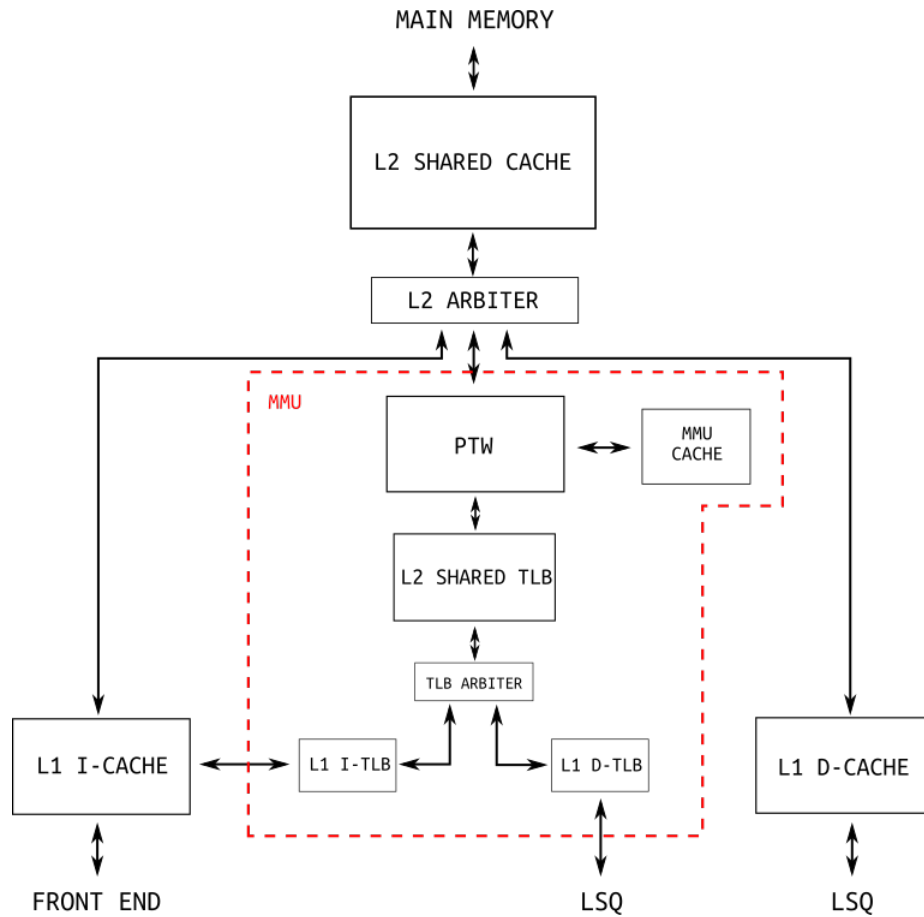 MAIN MEMORY
L2 SHARED CACHE
L2 ARBITER
MMU
PTW
MMU
CACHE
L2 SHARED TLB
TLB ARBITER
L1 I-CACHE
L1 I-TLB
L1 D-TLB
L1 D-CACHE
FRONT END
LSQ
LSQ